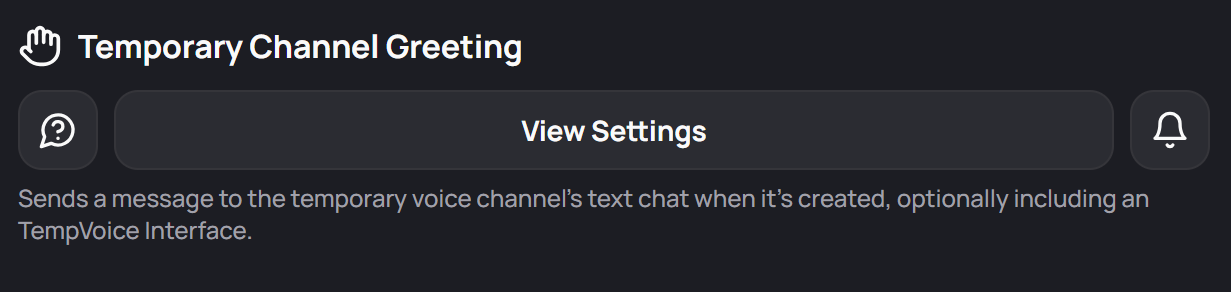 Temporary Channel Greeting
View Settings
Sends a message to the temporary voice channel's text chat when it's created, optionally including an
TempVoice Interface.